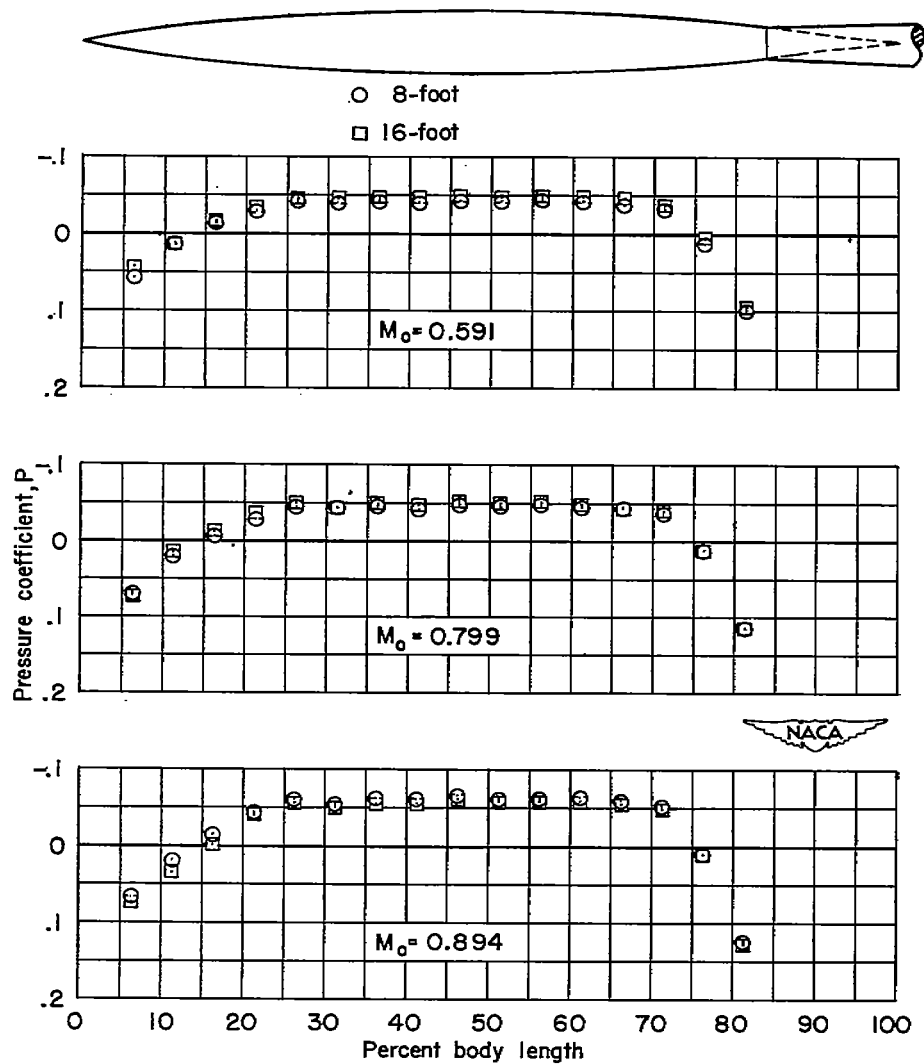 8-foot
16-foot
-.1
0
.1
.2
M₀= 0.591
Pressure coefficient, P
-.1
0
.1
.2
M₀= 0.799
NACA
-.1
0
.1
.2
M₀= 0.894
0 10 20 30 40 50 60 70 80 90 100
Percent body length